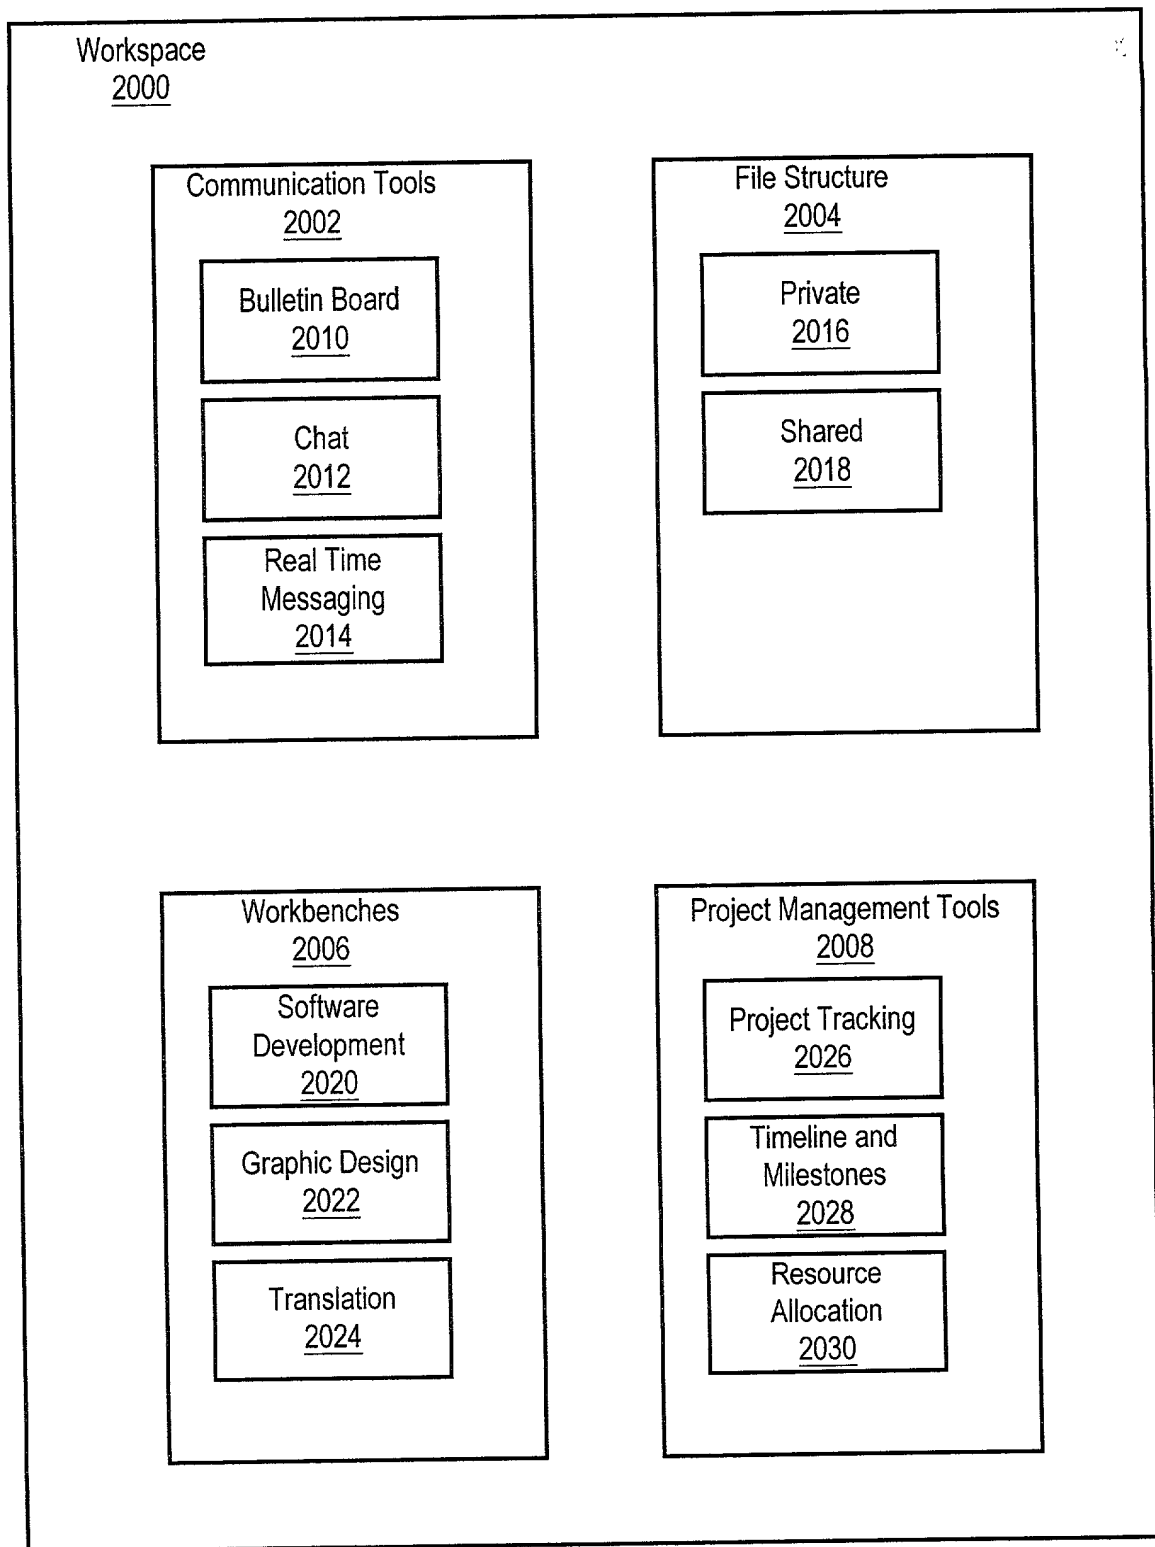 Workspace
2000
Communication Tools
2002
Bulletin Board
2010
Chat
2012
Real Time
Messaging
2014
File Structure
2004
Private
2016
Shared
2018
Workbenches
2006
Software
Development
2020
Graphic Design
2022
Translation
2024
Project Management Tools
2008
Project Tracking
2026
Timeline and
Milestones
2028
Resource
Allocation
2030